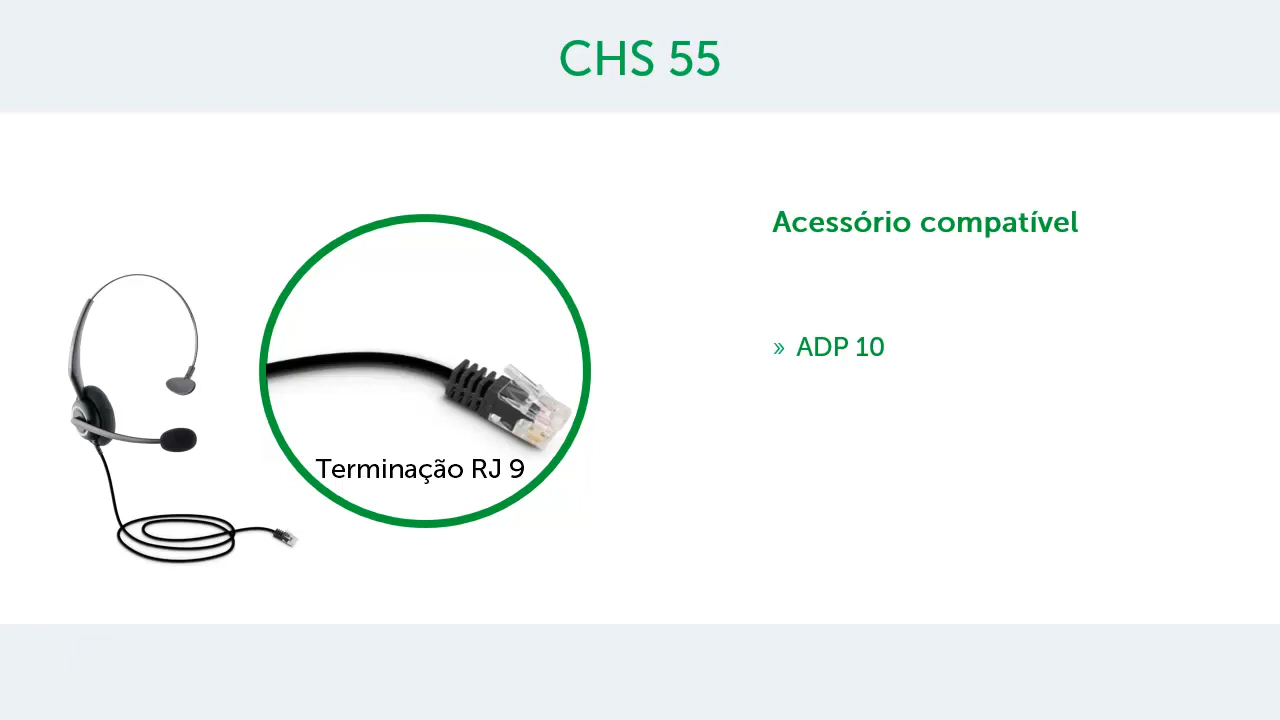 CHS 55
Acessório compatível
» ADP 10
Terminação RJ 9